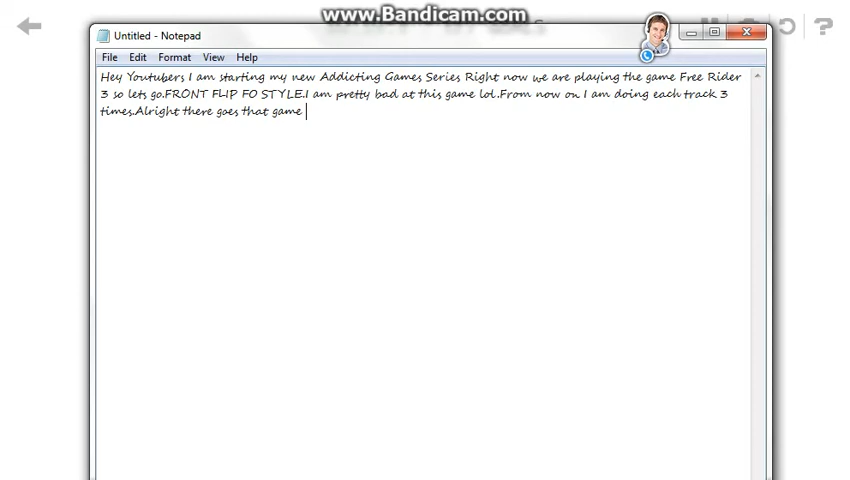 www.Bandicam.com
Untitled - Notepad
File Edit Format View Help
Hey Youtubers I am starting my new Addicting Games Series Right now we are playing the game Free Rider
3 so lets go.FRONT FLIP FO STYLE.I am pretty bad at this game lol.From now on I am doing each track 3
times.Alright there goes that game